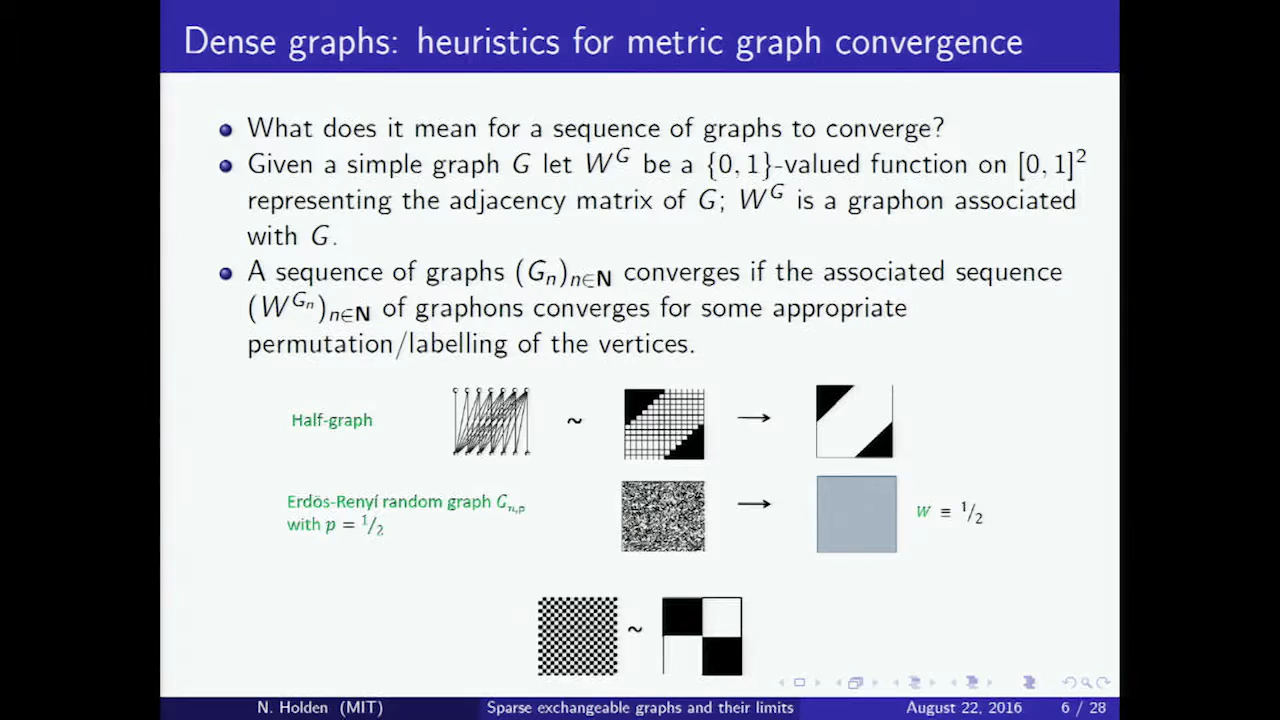 Dense graphs: heuristics for metric graph convergence
What does it mean for a sequence of graphs to converge?
Given a simple graph G let W^G be a {0, 1}-valued function on [0, 1]²
representing the adjacency matrix of G; W^G is a graphon associated
with G.
A sequence of graphs (G_n)_{n∈N} converges if the associated sequence
(W^{G_n})_{n∈N} of graphons converges for some appropriate
permutation/labelling of the vertices.
Half-graph ~ →
Erdös-Renyí random graph G_{n,p}
with p = 1/2
→ W ≡ 1/2
~
N. Holden (MIT) Sparse exchangeable graphs and their limits August 22, 2016 6 / 28